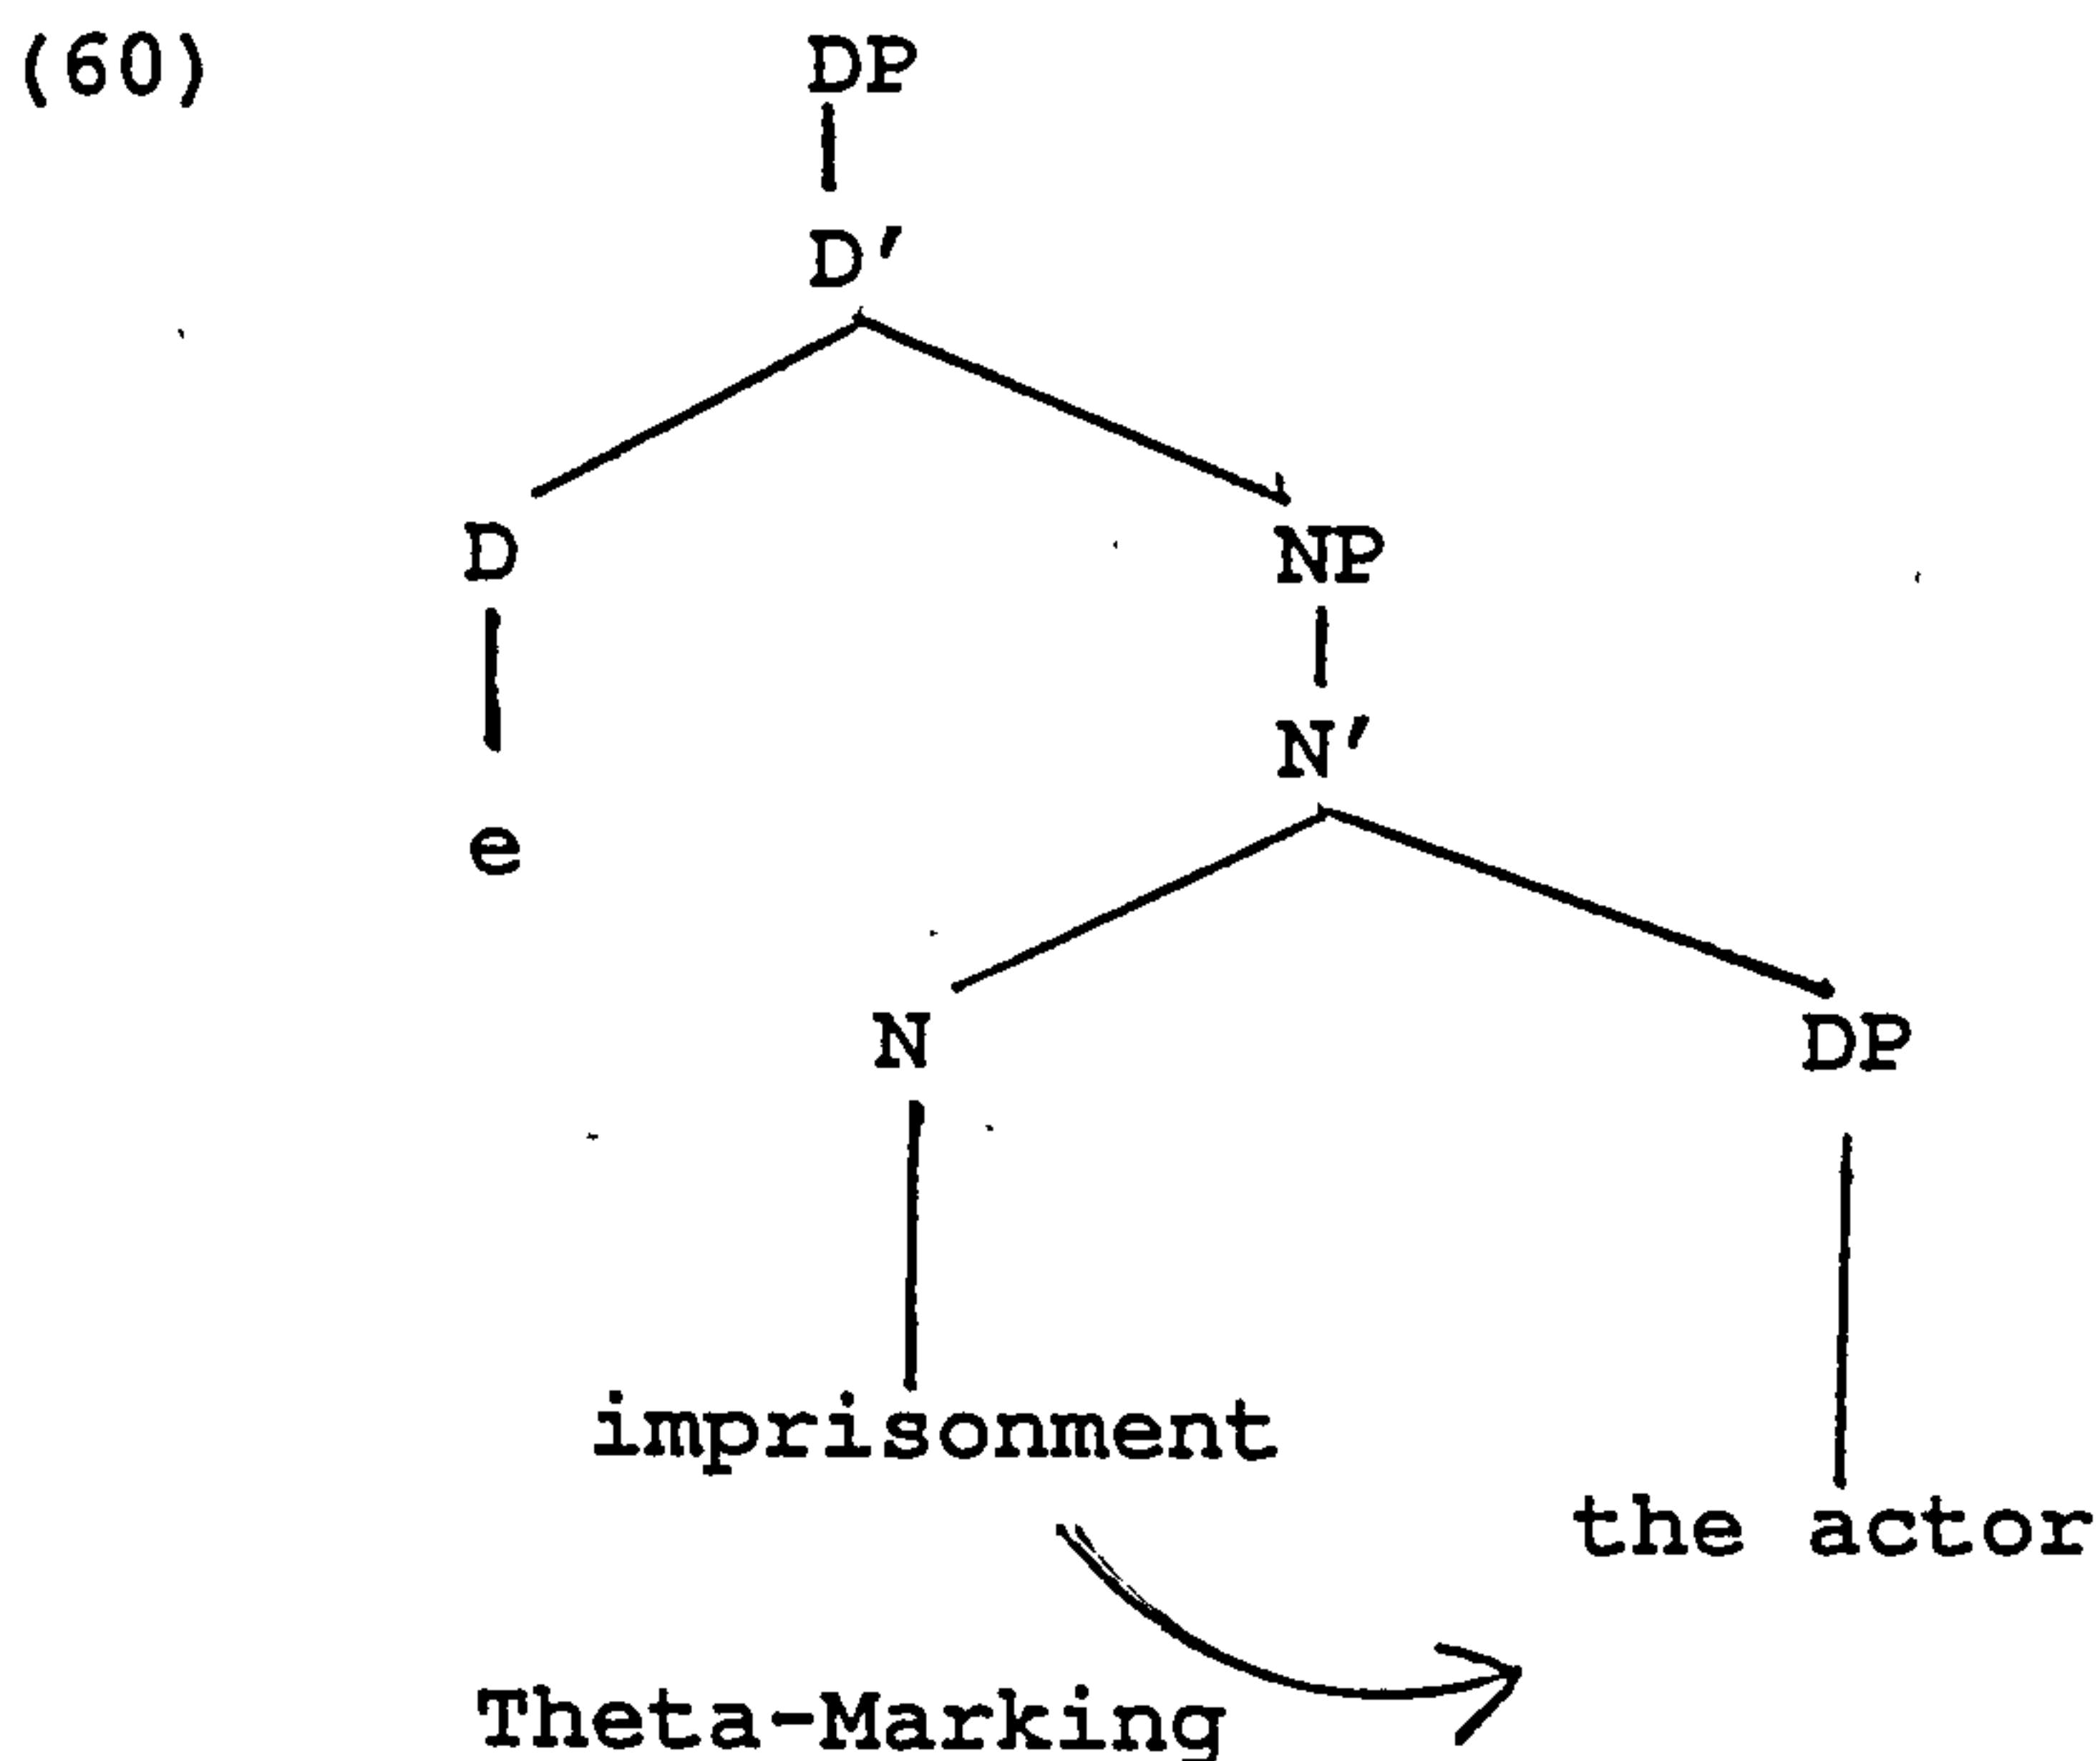 (60) DP
D′
D NP
N′
e
N DP
imprisonment
the actor
Theta-Marking